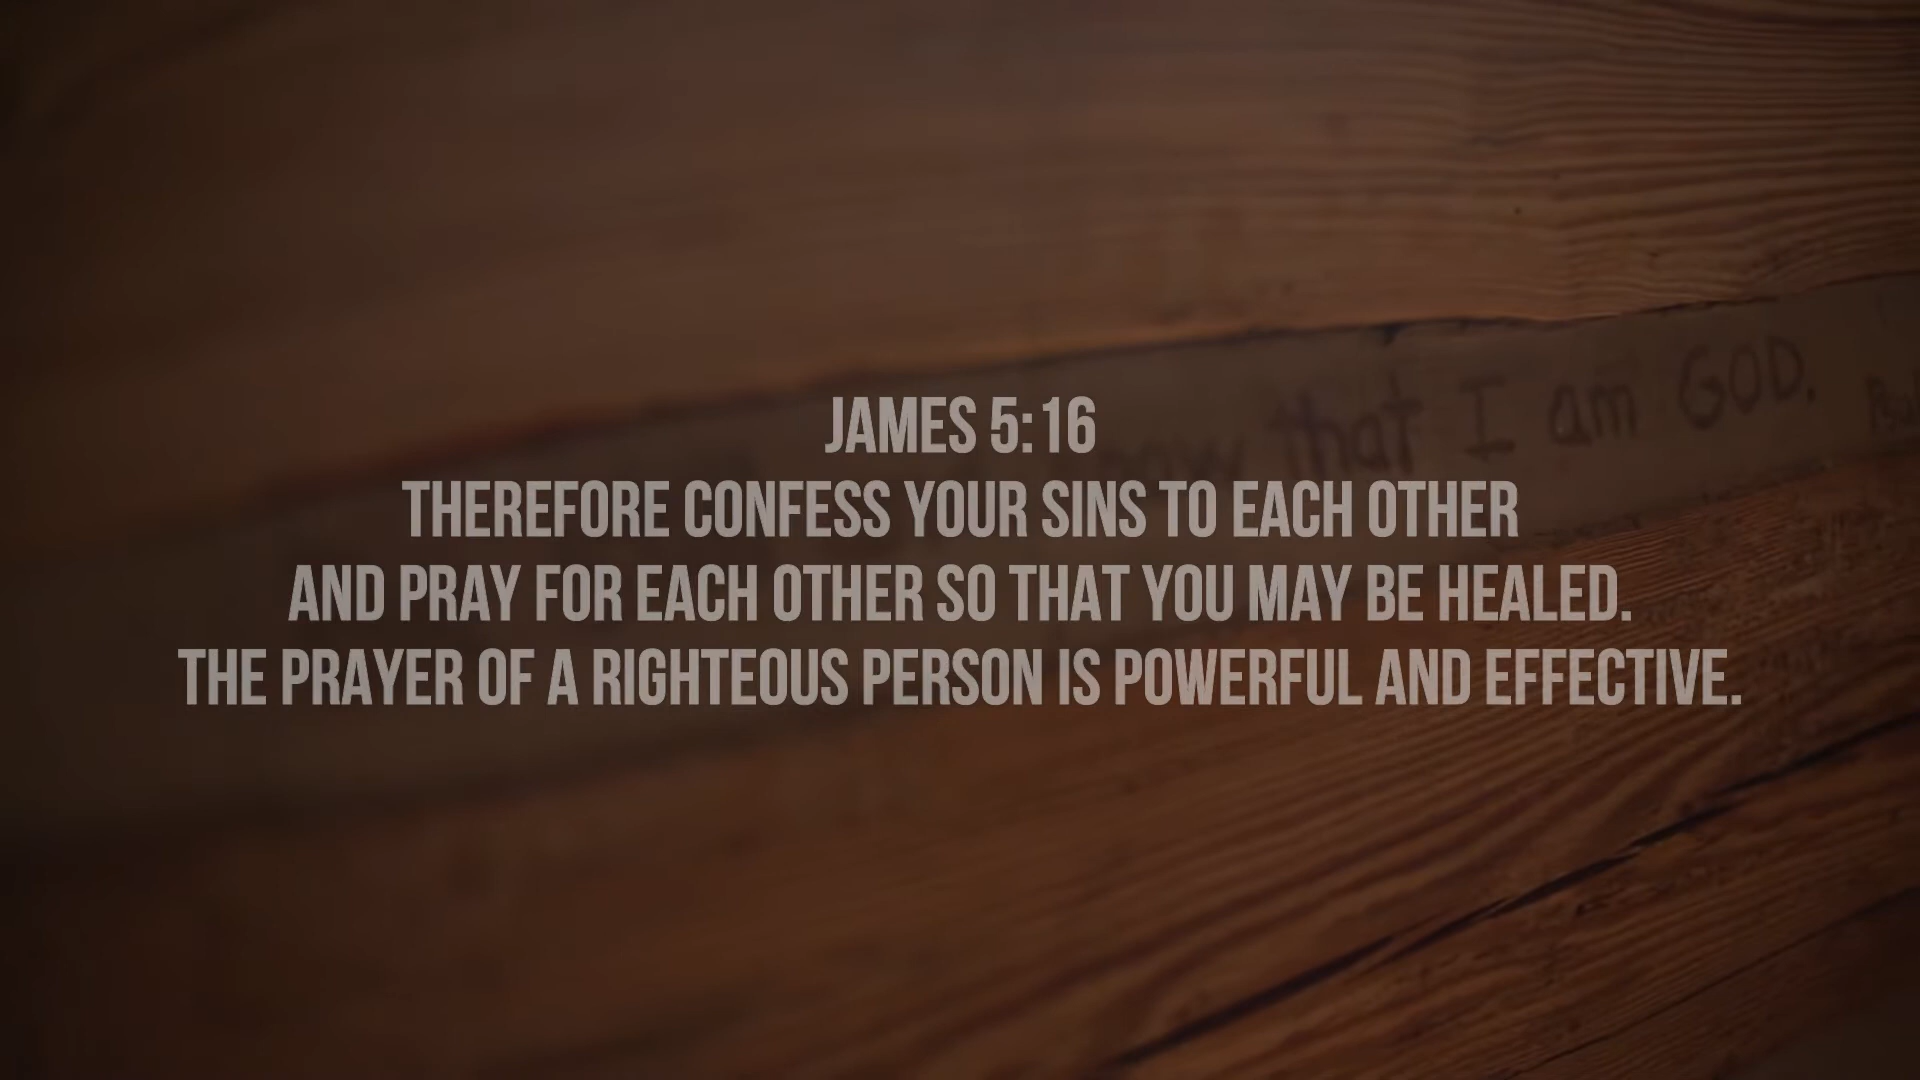 JAMES 5:16
THEREFORE CONFESS YOUR SINS TO EACH OTHER
AND PRAY FOR EACH OTHER SO THAT YOU MAY BE HEALED.
THE PRAYER OF A RIGHTEOUS PERSON IS POWERFUL AND EFFECTIVE.
that I am GOD.